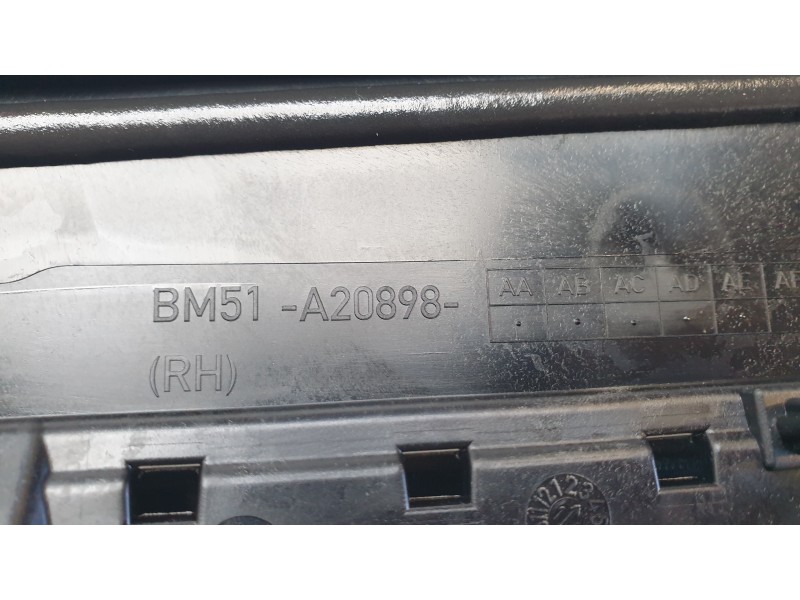 BM51 -A20898-
AA AB AC AD AE
(RH)